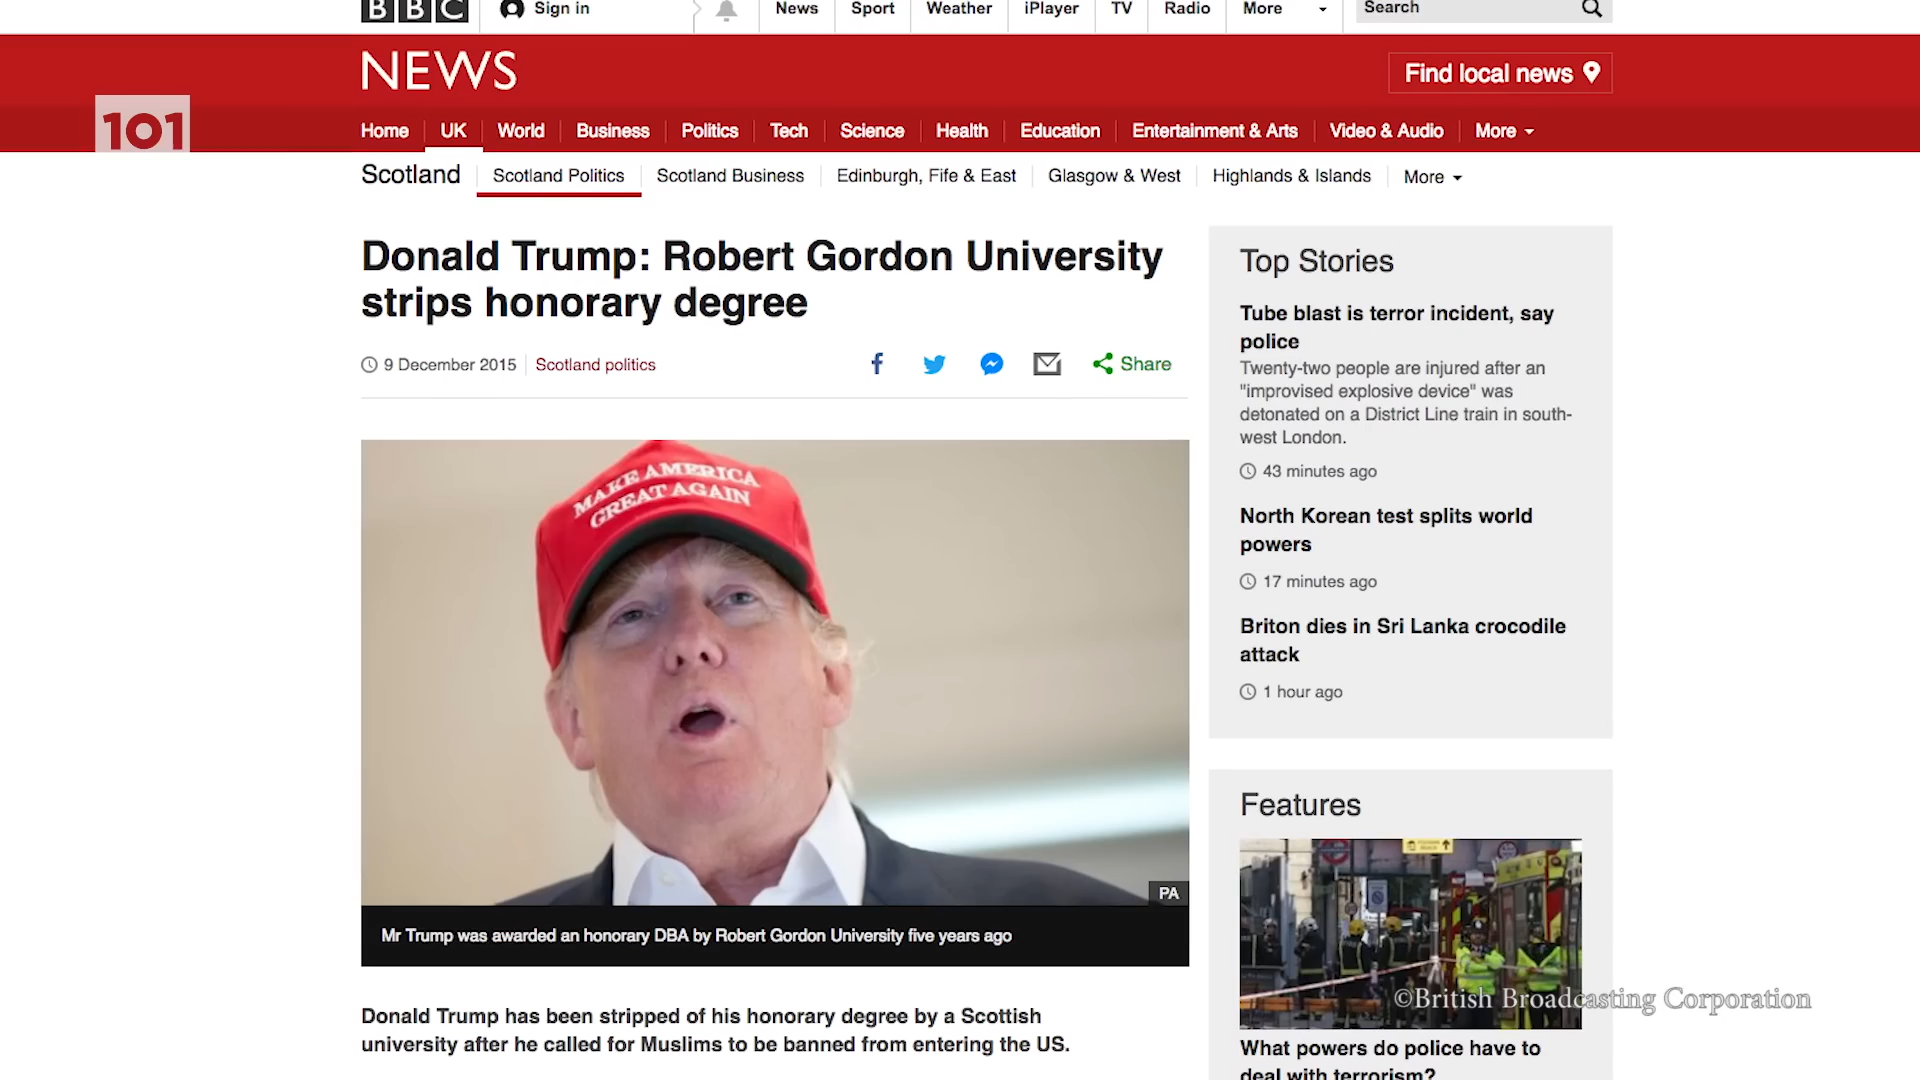 BBC
Sign in
News
Sport
Weather
iPlayer
TV
Radio
More
Search
NEWS
Find local news
101
Home
UK
World
Business
Politics
Tech
Science
Health
Education
Entertainment & Arts
Video & Audio
More
Scotland
Scotland Politics
Scotland Business
Edinburgh, Fife & East
Glasgow & West
Highlands & Islands
More
Donald Trump: Robert Gordon University
strips honorary degree
9 December 2015
Scotland politics
Share
MAKE AMERICA
GREAT AGAIN
PA
Mr Trump was awarded an honorary DBA by Robert Gordon University five years ago
Donald Trump has been stripped of his honorary degree by a Scottish
university after he called for Muslims to be banned from entering the US.
Top Stories
Tube blast is terror incident, say
police
Twenty-two people are injured after an
"improvised explosive device" was
detonated on a District Line train in south-
west London.
43 minutes ago
North Korean test splits world
powers
17 minutes ago
Briton dies in Sri Lanka crocodile
attack
1 hour ago
Features
©British Broadcasting Corporation
What powers do police have to
deal with terrorism?